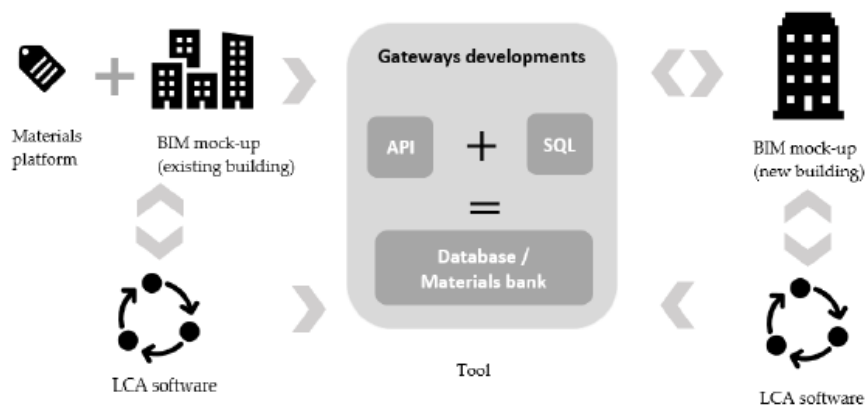 Gateways developments
API
+
SQL
=
Database /
Materials bank
Tool
+
Materials
platform
BIM mock-up
(existing building)
LCA software
BIM mock-up
(new building)
LCA software